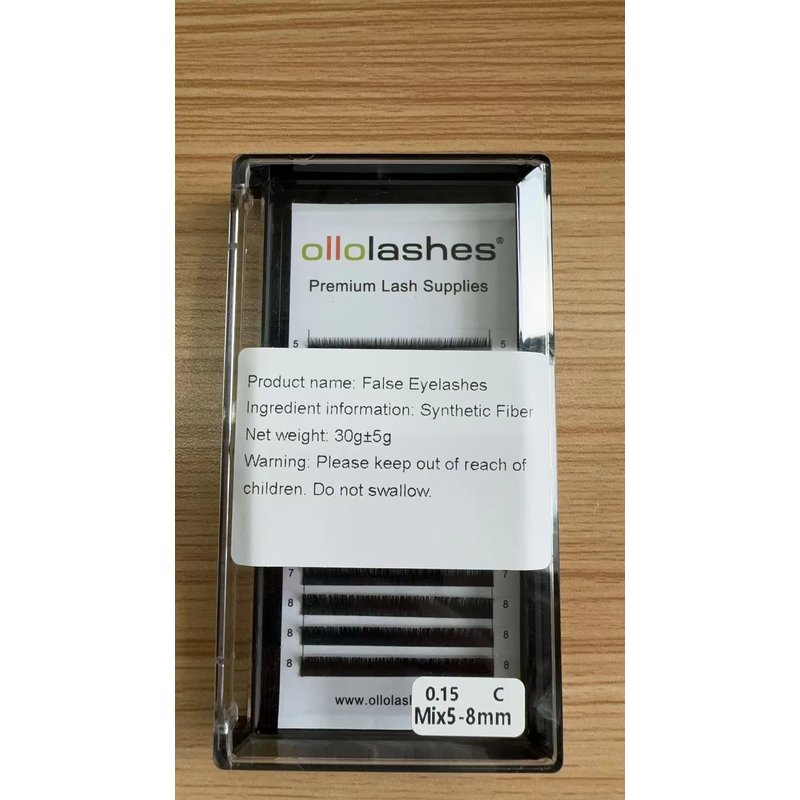 ollolashes®
Premium Lash Supplies
5 5
Product name: False Eyelashes
Ingredient information: Synthetic Fiber
Net weight: 30g±5g
Warning: Please keep out of reach of
children. Do not swallow.
7 7
8 8
8 8
8 8
www.ollolas
0.15 C
Mix5-8mm